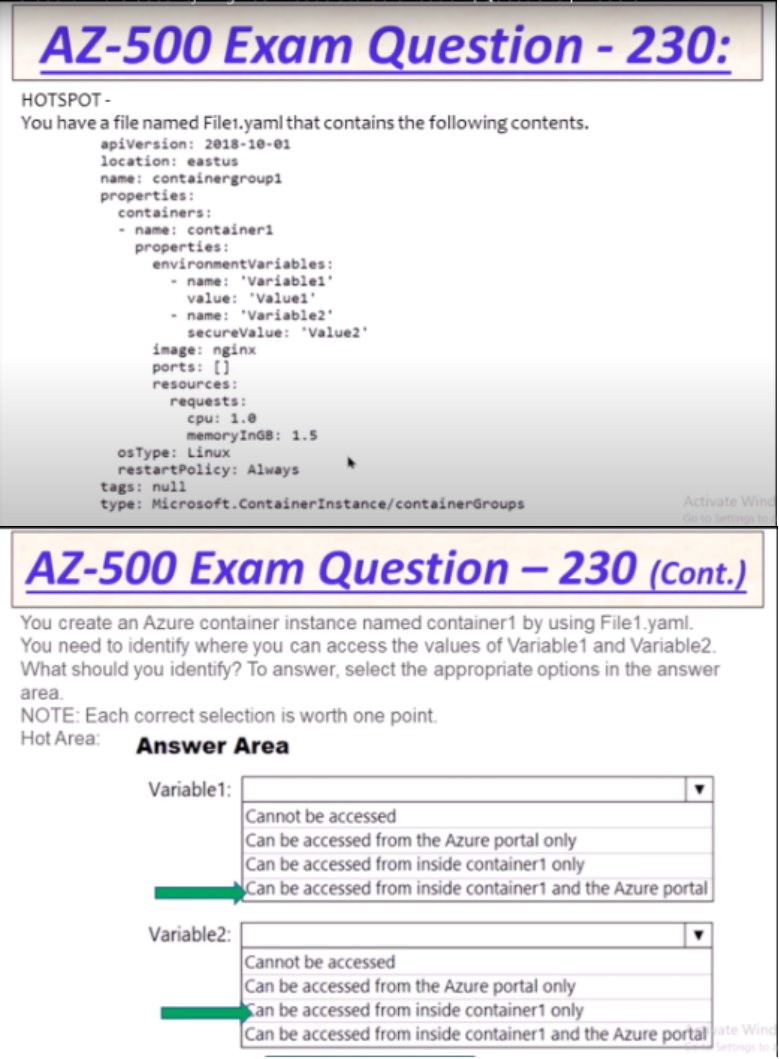 AZ-500 Exam Question - 230:
HOTSPOT -
You have a file named File1.yaml that contains the following contents.
apiVersion: 2018-10-01
location: eastus
name: containergroup1
properties:
containers:
- name: container1
properties:
environmentVariables:
- name: 'Variable1'
value: 'Value1'
- name: 'Variable2'
secureValue: 'Value2'
image: nginx
ports: []
resources:
requests:
cpu: 1.0
memoryInGB: 1.5
osType: Linux
restartPolicy: Always
tags: null
type: Microsoft.ContainerInstance/containerGroups
Activate Wind
Go to Settings to
AZ-500 Exam Question – 230 (Cont.)
You create an Azure container instance named container1 by using File1.yaml.
You need to identify where you can access the values of Variable1 and Variable2.
What should you identify? To answer, select the appropriate options in the answer
area.
NOTE: Each correct selection is worth one point.
Hot Area:
Answer Area
Variable1:
Cannot be accessed
Can be accessed from the Azure portal only
Can be accessed from inside container1 only
Can be accessed from inside container1 and the Azure portal
Variable2:
Cannot be accessed
Can be accessed from the Azure portal only
Can be accessed from inside container1 only
Can be accessed from inside container1 and the Azure portal
vate Wind
Settings to